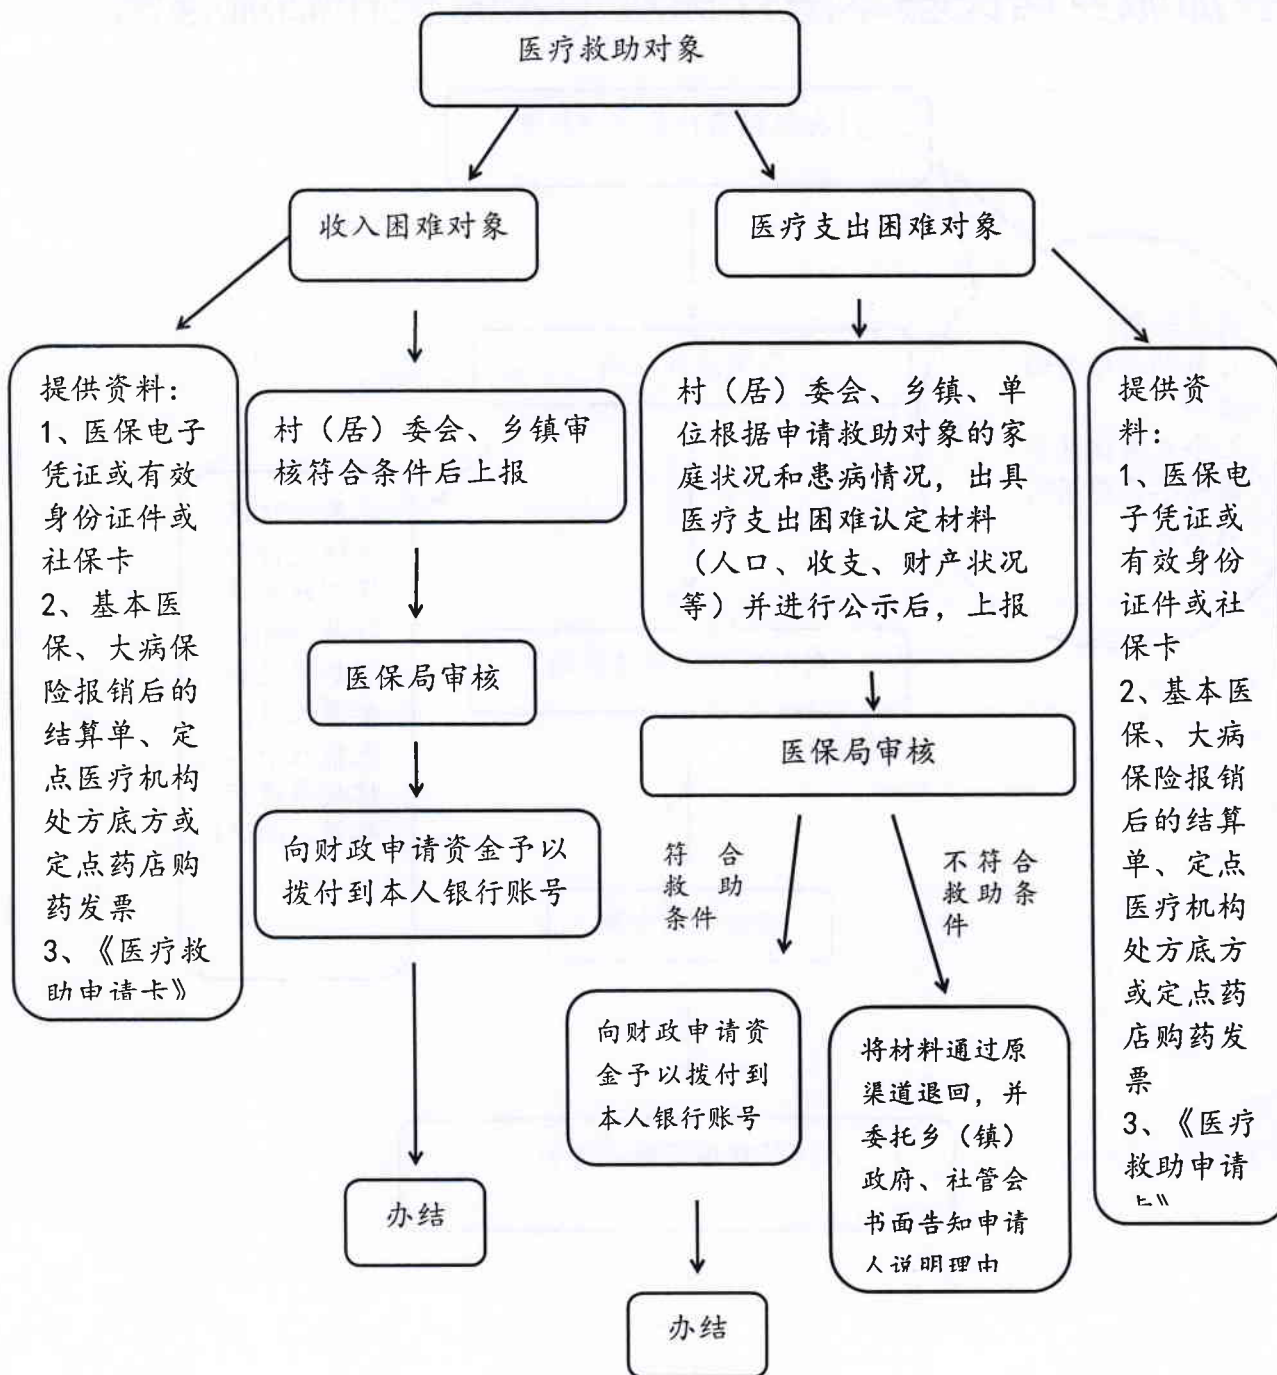 医疗救助对象
收入困难对象
医疗支出困难对象
提供资料：
1、医保电子
凭证或有效
身份证件或
社保卡
2、基本医
保、大病保
险报销后的
结算单、定
点医疗机构
处方底方或
定点药店购
药发票
3、《医疗救
助申请卡》
村（居）委会、乡镇审
核符合条件后上报
医保局审核
向财政申请资金予以
拨付到本人银行账号
办结
村（居）委会、乡镇、单
位根据申请救助对象的家
庭状况和患病情况，出具
医疗支出困难认定材料
（人口、收支、财产状况
等）并进行公示后，上报
医保局审核
符合
救助
条件
不符合
救助条
件
向财政申请资
金予以拨付到
本人银行账号
办结
将材料通过原
渠道退回，并
委托乡（镇）
政府、社管会
书面告知申请
人说明理由
提供资
料：
1、医保电
子凭证或
有效身份
证件或社
保卡
2、基本医
保、大病
保险报销
后的结算
单、定点
医疗机构
处方底方
或定点药
店购药发
票
3、《医疗
救助申请
卡》